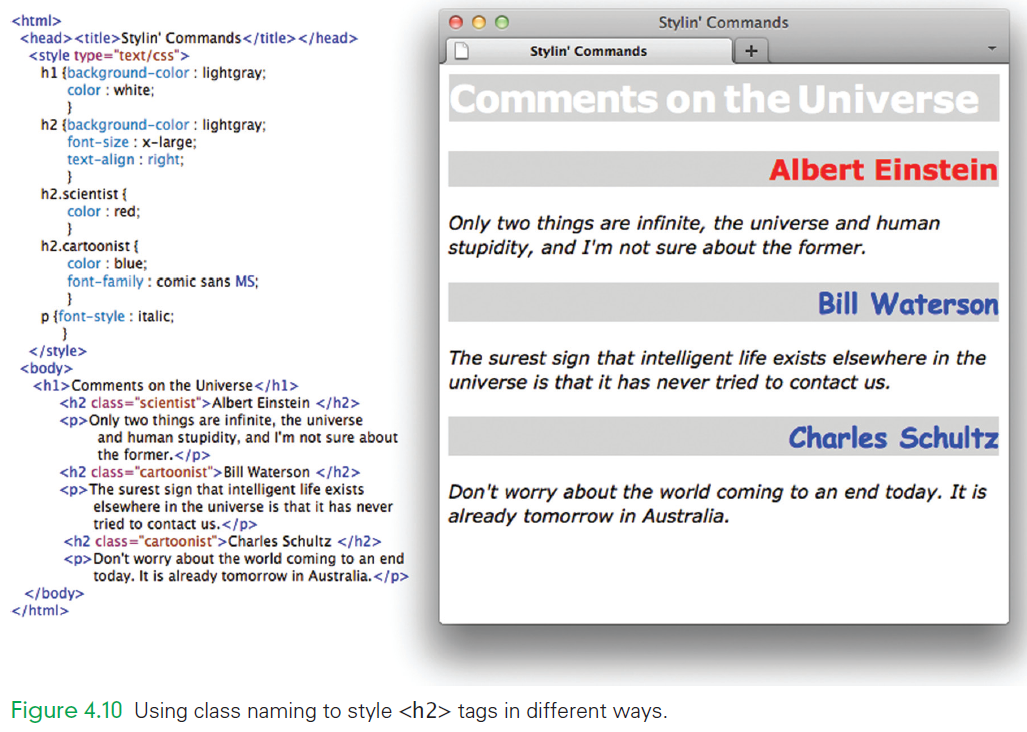 <html>
<head><title>Stylin' Commands</title></head>
<style type="text/css">
h1 {background-color : lightgray;
color : white;
}
h2 {background-color : lightgray;
font-size : x-large;
text-align : right;
}
h2.scientist {
color : red;
}
h2.cartoonist {
color : blue;
font-family : comic sans MS;
}
p {font-style : italic;
}
</style>
<body>
<h1>Comments on the Universe</h1>
<h2 class="scientist">Albert Einstein </h2>
<p>Only two things are infinite, the universe
and human stupidity, and I'm not sure about
the former.</p>
<h2 class="cartoonist">Bill Waterson </h2>
<p>The surest sign that intelligent life exists
elsewhere in the universe is that it has never
tried to contact us.</p>
<h2 class="cartoonist">Charles Schultz </h2>
<p>Don't worry about the world coming to an end
today. It is already tomorrow in Australia.</p>
</body>
</html>
Stylin' Commands
Stylin' Commands +
Comments on the Universe
Albert Einstein
Only two things are infinite, the universe and human
stupidity, and I'm not sure about the former.
Bill Waterson
The surest sign that intelligent life exists elsewhere in the
universe is that it has never tried to contact us.
Charles Schultz
Don't worry about the world coming to an end today. It is
already tomorrow in Australia.
Figure 4.10 Using class naming to style <h2> tags in different ways.